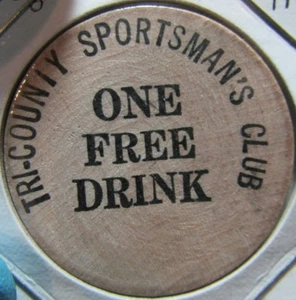 TRI-COUNTY SPORTSMAN'S CLUB
ONE
FREE
DRINK